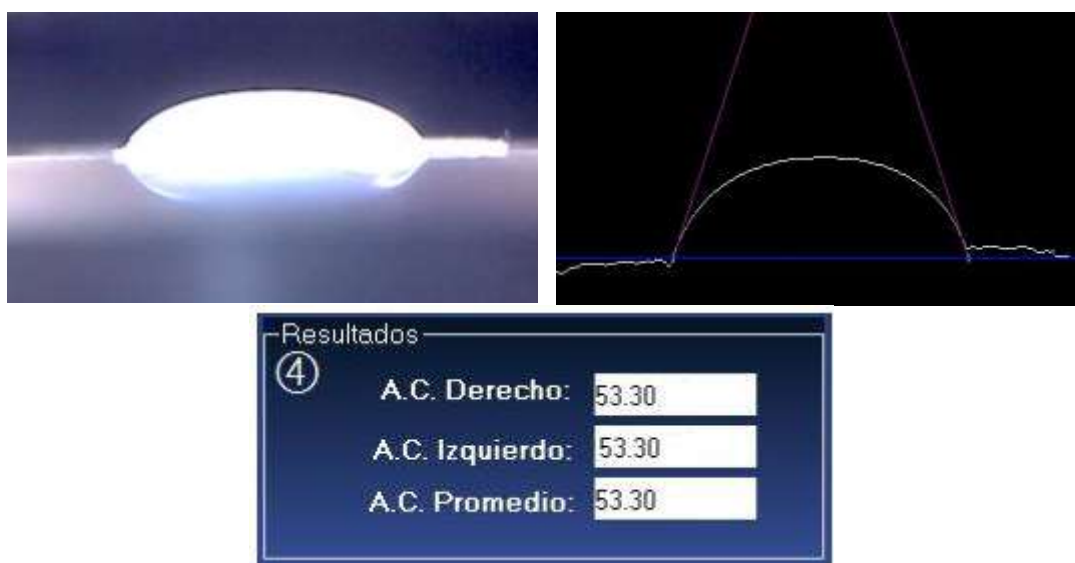 Resultados
④
A.C. Derecho: 53.30
A.C. Izquierdo: 53.30
A.C. Promedio: 53.30